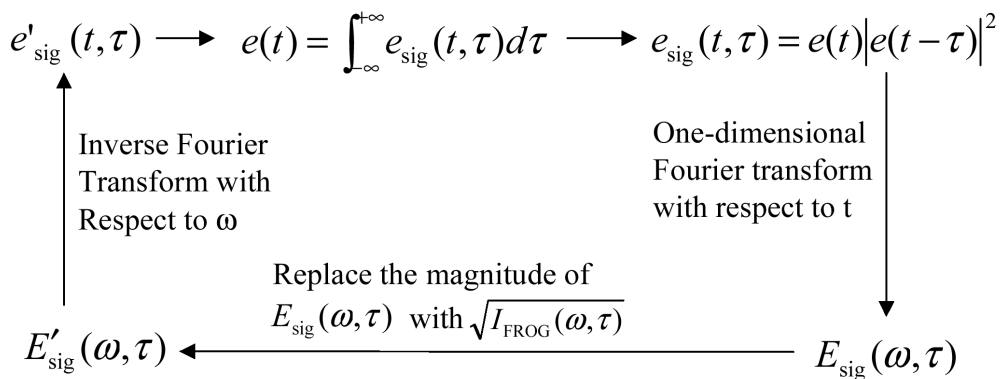 e'sig (t,τ) → e(t) = ∫−∞+∞ esig (t,τ)dτ → esig (t,τ) = e(t)|e(t−τ)|²
Inverse Fourier
Transform with
Respect to ω
One-dimensional
Fourier transform
with respect to t
Replace the magnitude of
Esig (ω,τ) with √IFROG (ω,τ)
E′sig (ω,τ)
Esig (ω,τ)